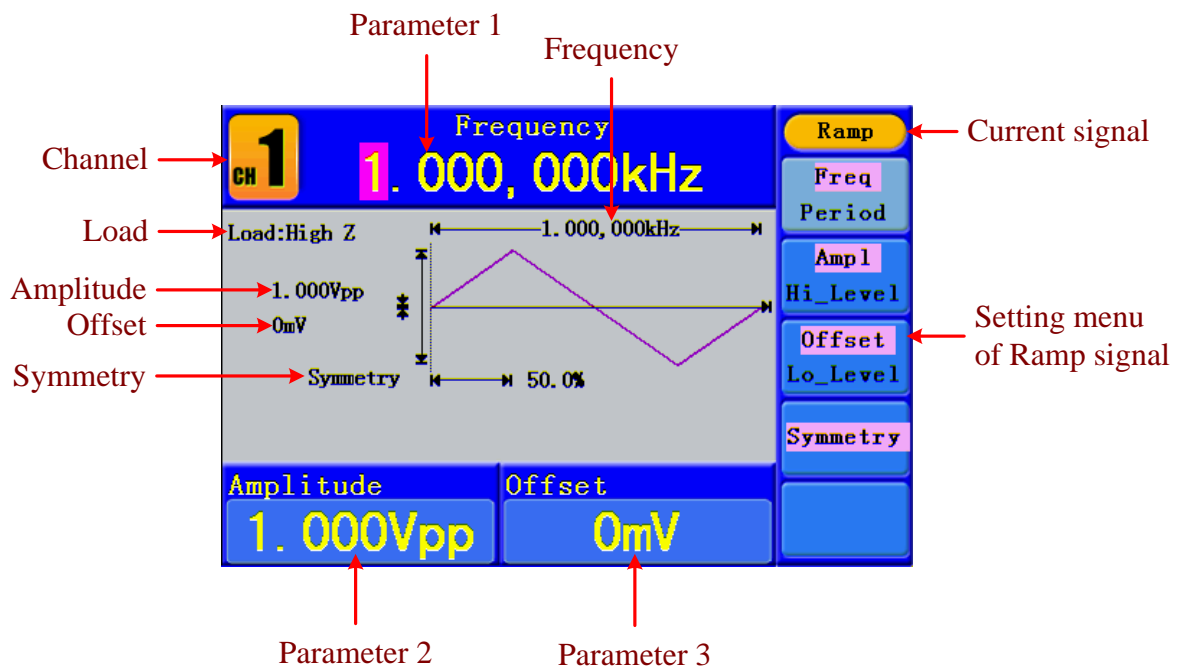 Parameter 1
Frequency
Channel
CH 1
Frequency
1.000,000kHz
Ramp
Current signal
Freq
Period
Load
Load:High Z
1.000,000kHz
Ampl
Hi_Level
Amplitude
1.000Vpp
Offset
0mV
Offset
Lo_Level
Setting menu
of Ramp signal
Symmetry
Symmetry
50.0%
Symmetry
Amplitude
1.000Vpp
Offset
0mV
Parameter 2
Parameter 3